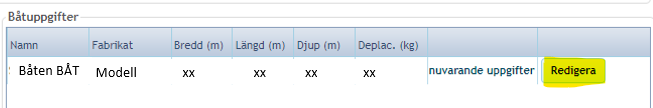 Båtuppgifter
Namn Fabrikat Bredd (m) Längd (m) Djup (m) Deplac. (kg)
Båten BÅT Modell xx xx xx xx nuvarande uppgifter Redigera